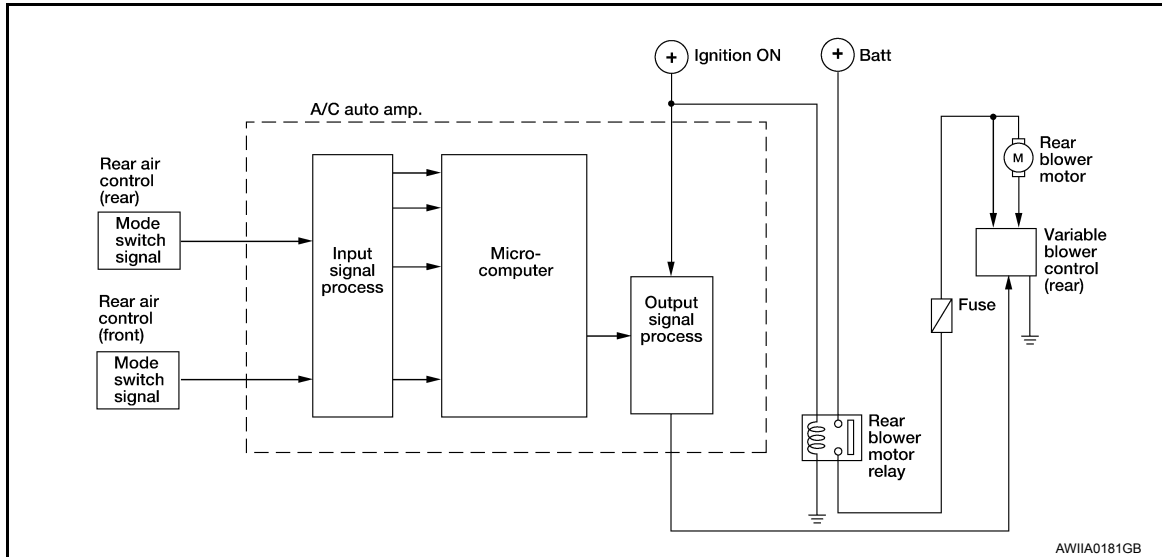 + Ignition ON
+ Batt
A/C auto amp.
Rear air
control
(rear)
Mode
switch
signal
Rear air
control
(front)
Mode
switch
signal
Input
signal
process
Micro-
computer
Output
signal
process
M
Rear
blower
motor
Variable
blower
control
(rear)
Fuse
Rear
blower
motor
relay
AWIIA0181GB